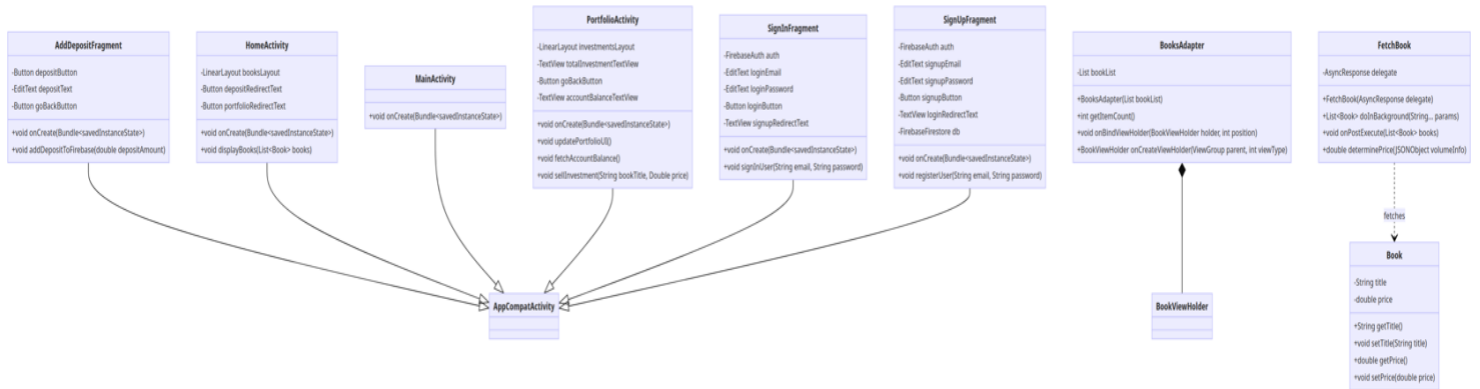 AddDepositFragment
-Button depositButton
-EditText depositText
-Button goBackButton
+void onCreate(Bundle<savedInstanceState>)
+void addDepositToFirebase(double depositAmount)
HomeActivity
-LinearLayout booksLayout
-Button depositRedirectText
-Button portfolioRedirectText
+void onCreate(Bundle<savedInstanceState>)
+void displayBooks(List<Book> books)
MainActivity
+void onCreate(Bundle<savedInstanceState>)
PortfolioActivity
-LinearLayout investmentsLayout
-TextView totalInvestmentTextView
-Button goBackButton
-TextView accountBalanceTextView
+void onCreate(Bundle<savedInstanceState>)
+void updatePortfolioUI()
+void fetchAccountBalance()
+void sellInvestment(String bookTitle, Double price)
SignInFragment
-FirebaseAuth auth
-EditText loginEmail
-EditText loginPassword
-Button loginButton
-TextView signupRedirectText
+void onCreate(Bundle<savedInstanceState>)
+void signInUser(String email, String password)
SignUpFragment
-FirebaseAuth auth
-EditText signupEmail
-EditText signupPassword
-Button signupButton
-TextView loginRedirectText
-FirebaseFirestore db
+void onCreate(Bundle<savedInstanceState>)
+void registerUser(String email, String password)
BooksAdapter
-List bookList
+BooksAdapter(List bookList)
+int getItemCount()
+void onBindViewHolder(BookViewHolder holder, int position)
+BookViewHolder onCreateViewHolder(ViewGroup parent, int viewType)
FetchBook
-AsyncResponse delegate
+FetchBook(AsyncResponse delegate)
+List<Book> doInBackground(String... params)
+void onPostExecute(List<Book> books)
+double determinePrice(JSONObject volumeInfo)
fetches
AppCompatActivity
BookViewHolder
Book
-String title
-double price
+String getTitle()
+void setTitle(String title)
+double getPrice()
+void setPrice(double price)